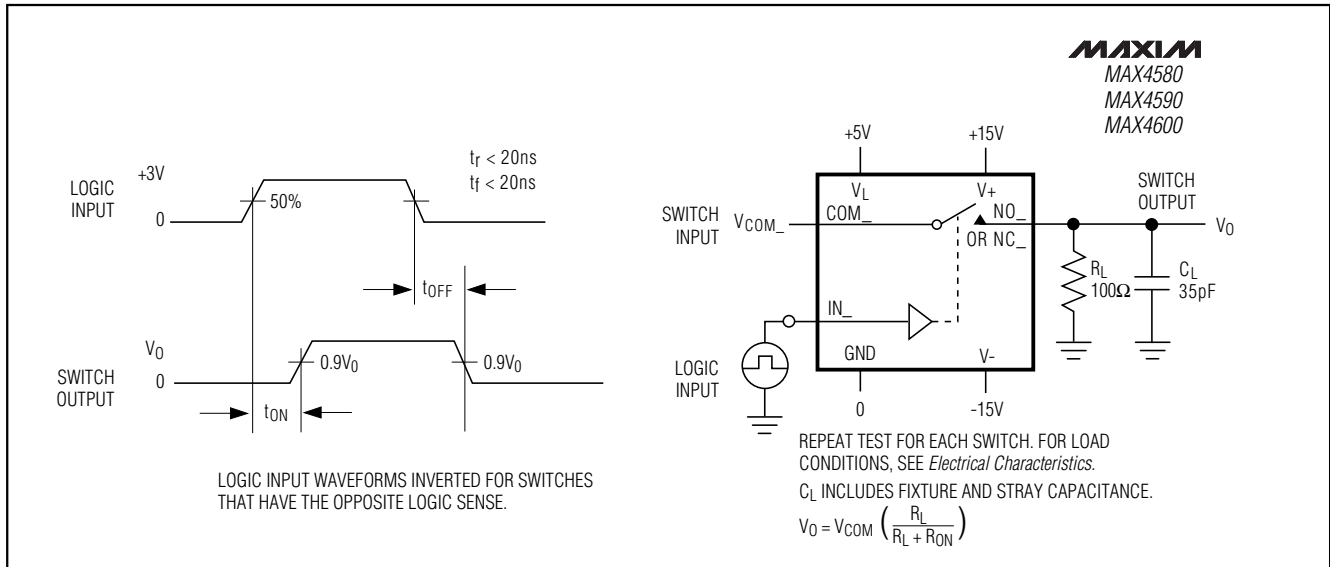 MAXIM
MAX4580
MAX4590
MAX4600
LOGIC
INPUT
+3V
0
50%
tr < 20ns
tf < 20ns
tOFF
VO
0
SWITCH
OUTPUT
0.9V0
0.9V0
tON
LOGIC INPUT WAVEFORMS INVERTED FOR SWITCHES
THAT HAVE THE OPPOSITE LOGIC SENSE.
+5V
+15V
VL
V+
SWITCH
INPUT
VCOM_
COM_
NO_
OR NC_
SWITCH
OUTPUT
VO
RL
100Ω
CL
35pF
IN_
LOGIC
INPUT
GND
V-
0
-15V
REPEAT TEST FOR EACH SWITCH. FOR LOAD
CONDITIONS, SEE Electrical Characteristics.
CL INCLUDES FIXTURE AND STRAY CAPACITANCE.
VO = VCOM ( RL / RL + RON )